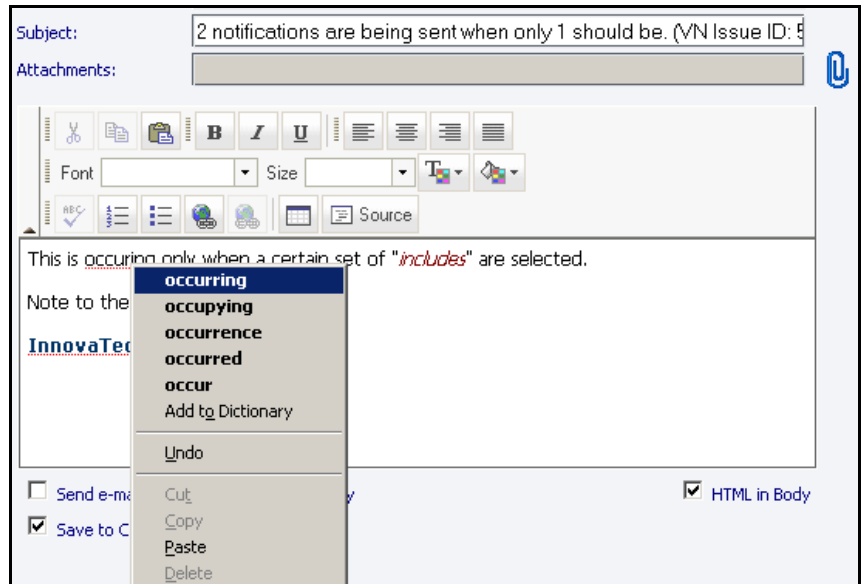 Subject: 2 notifications are being sent when only 1 should be. (VN Issue ID:
Attachments:
B I U
Font Size
ABC Source
This is occuring only when a certain set of "includes" are selected.
occurring
Note to the
occupying
occurrence
InnovaTec
occurred
occur
Add to Dictionary
Undo
Send e-ma
Cut
HTML in Body
Save to C
Copy
Paste
Delete